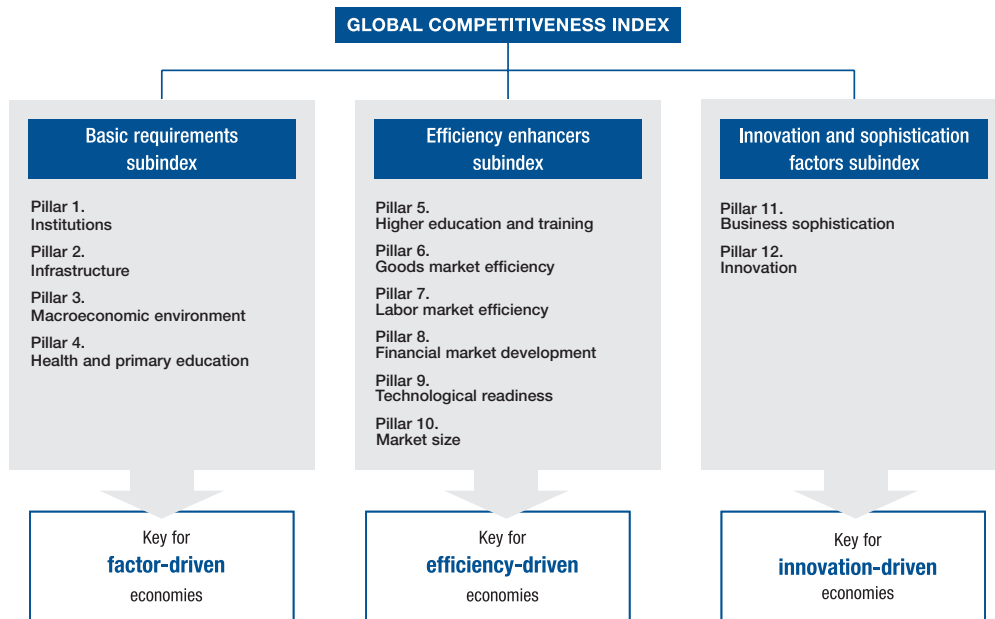 GLOBAL COMPETITIVENESS INDEX
Basic requirements
subindex
Pillar 1.
Institutions
Pillar 2.
Infrastructure
Pillar 3.
Macroeconomic environment
Pillar 4.
Health and primary education
Key for
factor-driven
economies
Efficiency enhancers
subindex
Pillar 5.
Higher education and training
Pillar 6.
Goods market efficiency
Pillar 7.
Labor market efficiency
Pillar 8.
Financial market development
Pillar 9.
Technological readiness
Pillar 10.
Market size
Key for
efficiency-driven
economies
Innovation and sophistication
factors subindex
Pillar 11.
Business sophistication
Pillar 12.
Innovation
Key for
innovation-driven
economies